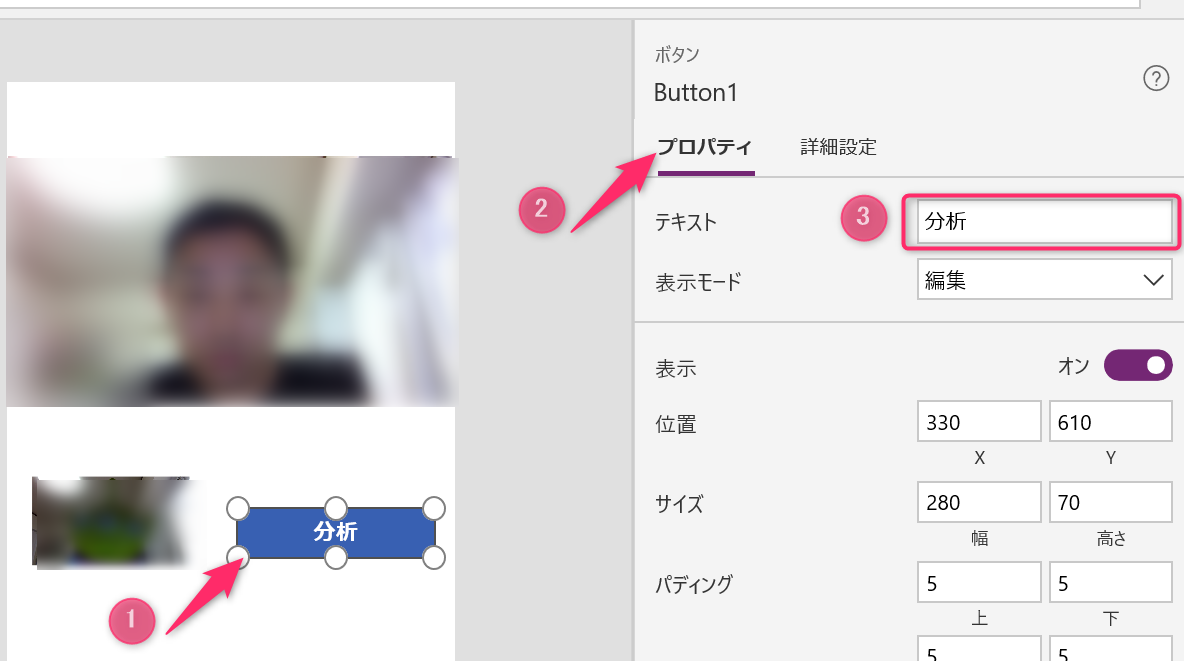 ボタン
Button1
?
プロパティ 詳細設定
2
テキスト 3 分析
表示モード 編集
表示 オン
位置 330 610
X Y
サイズ 280 70
幅 高さ
分析
パディング 5 5
上 下
1
5 5